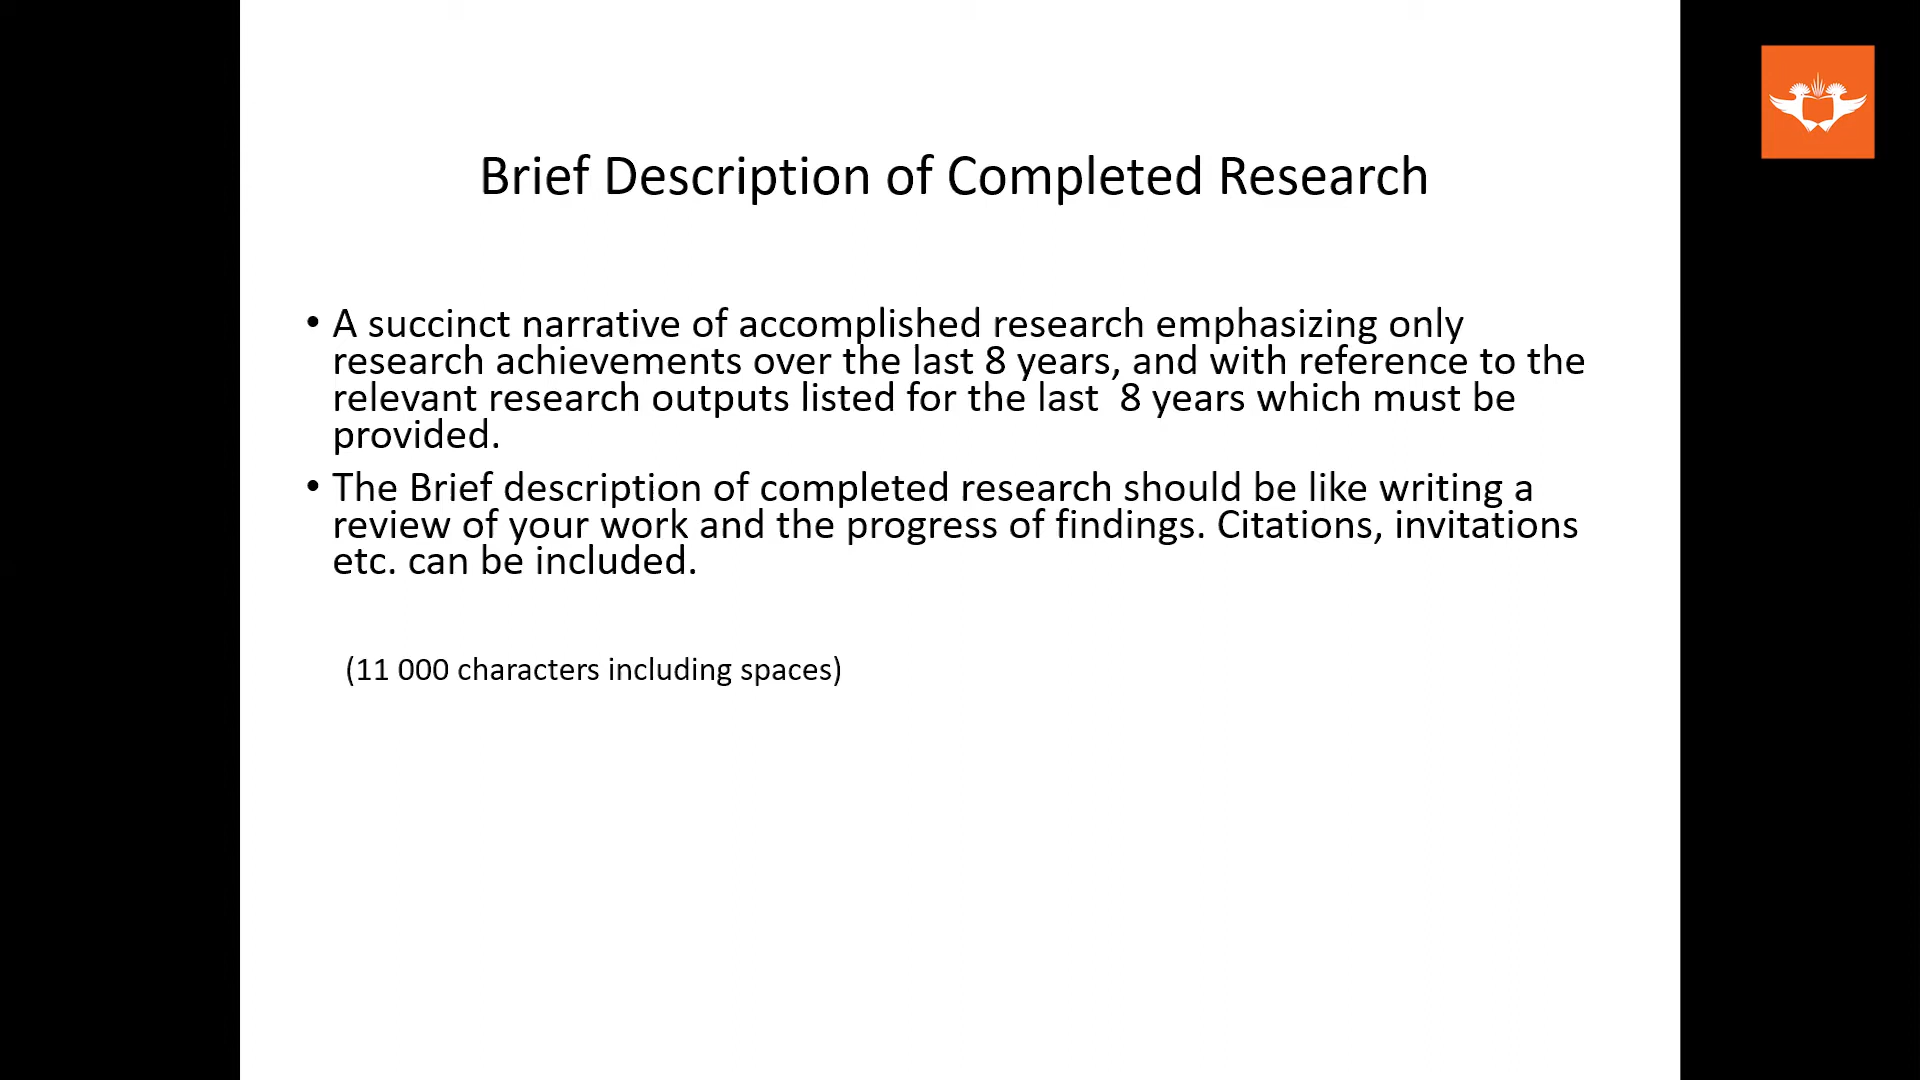 Brief Description of Completed Research
• A succinct narrative of accomplished research emphasizing only
research achievements over the last 8 years, and with reference to the
relevant research outputs listed for the last  8 years which must be
provided.
• The Brief description of completed research should be like writing a
review of your work and the progress of findings. Citations, invitations
etc. can be included.
(11 000 characters including spaces)